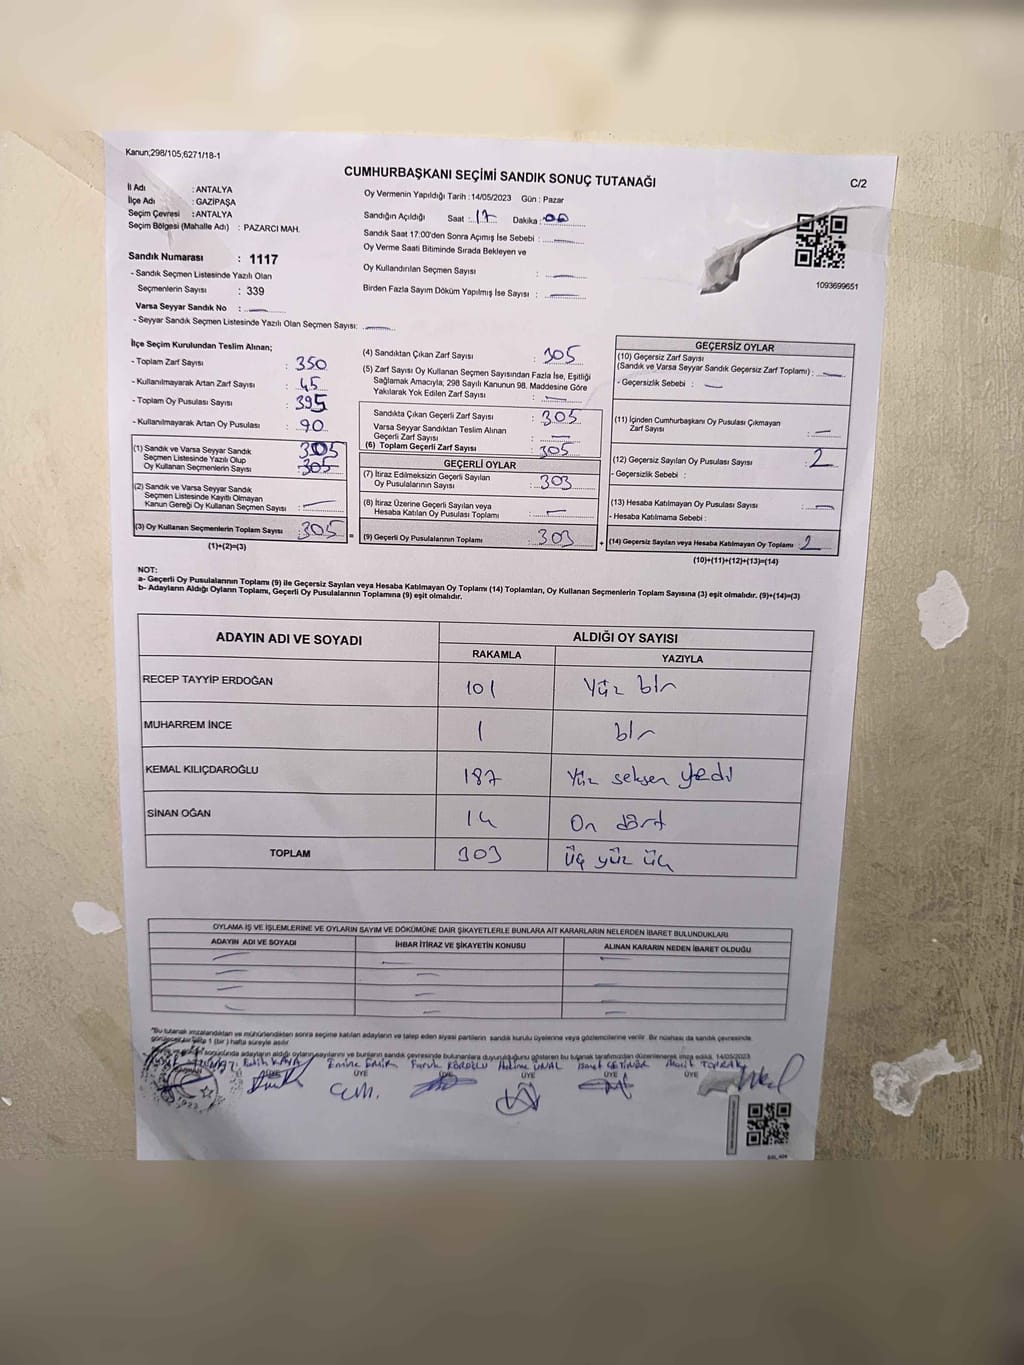 Kanun;298/105;6271/18-1
CUMHURBAŞKANI SEÇİMİ SANDIK SONUÇ TUTANAĞI
C/2
İl Adı : ANTALYA
İlçe Adı : GAZİPAŞA
Seçim Çevresi : ANTALYA
Seçim Bölgesi (Mahalle Adı) : PAZARCI MAH.
Oy Vermenin Yapıldığı Tarih : 14/05/2023 Gün : Pazar
Sandığın Açıldığı Saat : 17 Dakika : 00
Sandık Saat 17:00'den Sonra Açımış İse Sebebi :
Oy Verme Saati Bitiminde Sırada Bekleyen ve
Oy Kullandırılan Seçmen Sayısı :
Birden Fazla Sayım Döküm Yapılmış İse Sayısı :
1093699651
Sandık Numarası : 1117
- Sandık Seçmen Listesinde Yazılı Olan
Seçmenlerin Sayısı : 339
Varsa Seyyar Sandık No :
- Seyyar Sandık Seçmen Listesinde Yazılı Olan Seçmen Sayısı:
İlçe Seçim Kurulundan Teslim Alınan;
- Toplam Zarf Sayısı : 350
- Kullanılmayarak Artan Zarf Sayısı : 45
- Toplam Oy Pusulası Sayısı : 395
- Kullanılmayarak Artan Oy Pusulası : 90
(1) Sandık ve Varsa Seyyar Sandık
Seçmen Listesinde Yazılı Olup
Oy Kullanan Seçmenlerin Sayısı : 305
305
(2) Sandık ve Varsa Seyyar Sandık
Seçmen Listesinde Kayıtlı Olmayan
Kanun Gereği Oy Kullanan Seçmen Sayısı :
(3) Oy Kullanan Seçmenlerin Toplam Sayısı : 305
(1)+(2)=(3)
(4) Sandıktan Çıkan Zarf Sayısı : 305
(5) Zarf Sayısı Oy Kullanan Seçmen Sayısından Fazla İse, Eşitliği
Sağlamak Amacıyla; 298 Sayılı Kanunun 98. Maddesine Göre
Yakılarak Yok Edilen Zarf Sayısı :
Sandıkta Çıkan Geçerli Zarf Sayısı : 305
Varsa Seyyar Sandıktan Teslim Alınan
Geçerli Zarf Sayısı :
(6) Toplam Geçerli Zarf Sayısı : 305
GEÇERLİ OYLAR
(7) İtiraz Edilmeksizin Geçerli Sayılan
Oy Pusulalarının Sayısı : 303
(8) İtiraz Üzerine Geçerli Sayılan veya
Hesaba Katılan Oy Pusulası Toplamı :
(9) Geçerli Oy Pusulalarının Toplamı : 303
GEÇERSİZ OYLAR
(10) Geçersiz Zarf Sayısı
(Sandık ve Varsa Seyyar Sandık Geçersiz Zarf Toplamı) :
- Geçersizlik Sebebi :
(11) İçinden Cumhurbaşkanı Oy Pusulası Çıkmayan
Zarf Sayısı :
(12) Geçersiz Sayılan Oy Pusulası Sayısı : 2
- Geçersizlik Sebebi :
(13) Hesaba Katılmayan Oy Pusulası Sayısı :
- Hesaba Katılmama Sebebi :
(14) Geçersiz Sayılan veya Hesaba Katılmayan Oy Toplamı : 2
(10)+(11)+(12)+(13)=(14)
NOT:
a- Geçerli Oy Pusulalarının Toplamı (9) ile Geçersiz Sayılan veya Hesaba Katılmayan Oy Toplamı (14) Toplamları, Oy Kullanan Seçmenlerin Toplam Sayısına (3) eşit olmalıdır. (9)+(14)=(3)
b- Adayların Aldığı Oyların Toplamı, Geçerli Oy Pusulalarının Toplamına (9) eşit olmalıdır.
ADAYIN ADI VE SOYADI ALDIĞI OY SAYISI
RAKAMLA YAZIYLA
RECEP TAYYİP ERDOĞAN 101 Yüz bir
MUHARREM İNCE 1 bir
KEMAL KILIÇDAROĞLU 187 Yüz seksen yedi
SİNAN OĞAN 14 On dört
TOPLAM 303 üç yüz üç
OYLAMA İŞ VE İŞLEMLERİNE VE OYLARIN SAYIM VE DÖKÜMÜNE DAİR ŞİKAYETLERLE BUNLARA AİT KARARLARIN NELERDEN İBARET BULUNDUKLARI
ADAYIN ADI VE SOYADI İHBAR İTİRAZ VE ŞİKAYETİN KONUSU ALINAN KARARIN NEDEN İBARET OLDUĞU
"Bu tutanak imzalandıktan ve mühürlendikten sonra seçime katılan adayların ve talep eden siyasi partilerin sandık kurulu üyelerine veya gözlemcilerine verilir. Bir nüshası da sandık çevresinde
1 (bir) hafta süreyle asılır.
sonunda adayların aldığı oyların sayılarını ve bunların sandık çevresinde bulunanlara duyurulduğunu gösteren bu tutanak tarafımızdan düzenlenerek imza edildi. 14/05/2023
Edih KAYA Emine EMİR Faruk KÖROĞLU Halime ÜNAL İsmet ÇETİNER TOPRAK
ÜYE ÜYE ÜYE ÜYE ÜYE